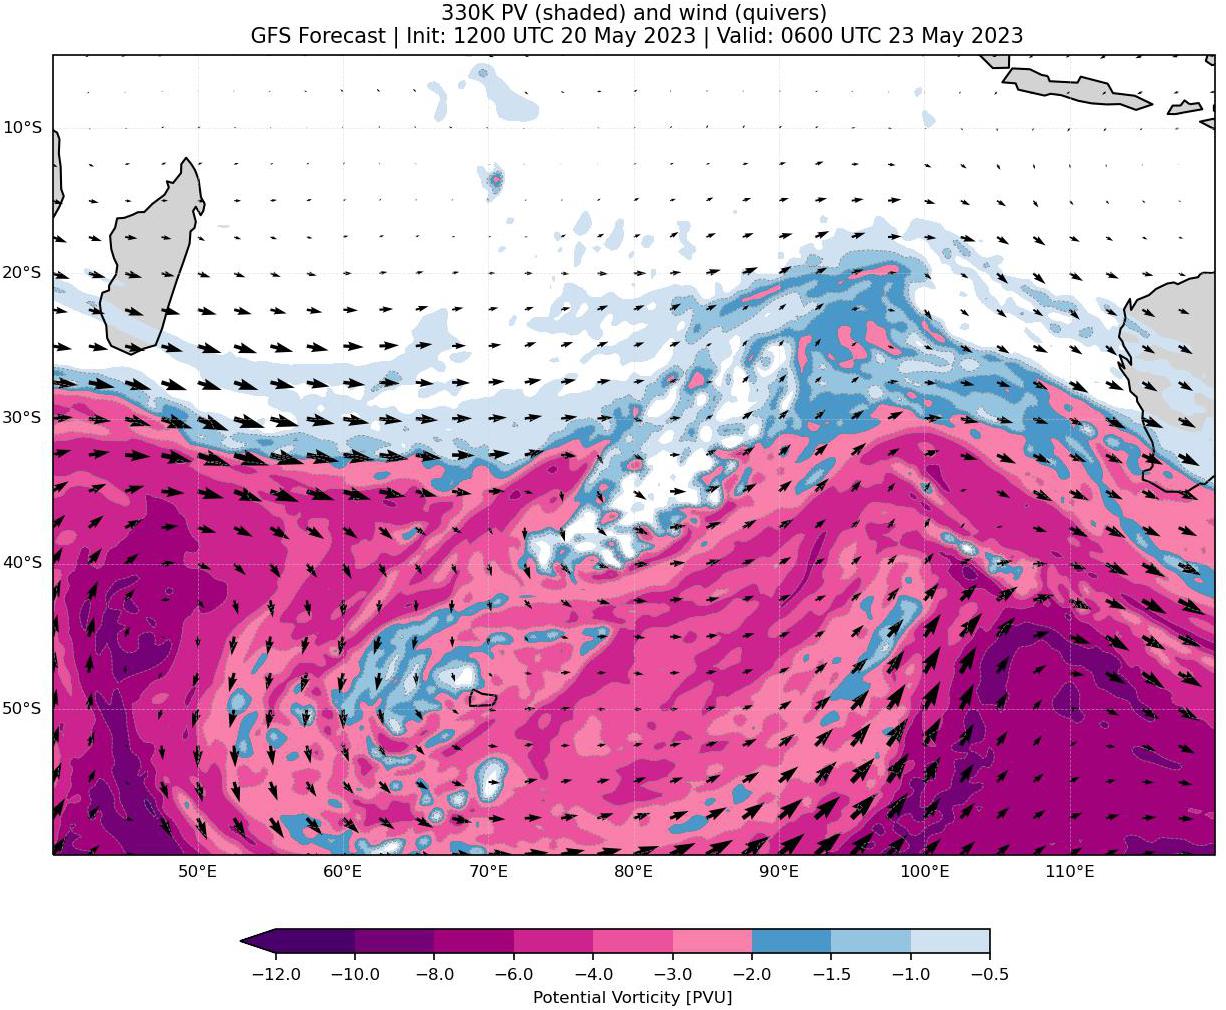 330K PV (shaded) and wind (quivers)
GFS Forecast | Init: 1200 UTC 20 May 2023 | Valid: 0600 UTC 23 May 2023
10°S
20°S
30°S
40°S
50°S
50°E 60°E 70°E 80°E 90°E 100°E 110°E
−12.0 −10.0 −8.0 −6.0 −4.0 −3.0 −2.0 −1.5 −1.0 −0.5
Potential Vorticity [PVU]